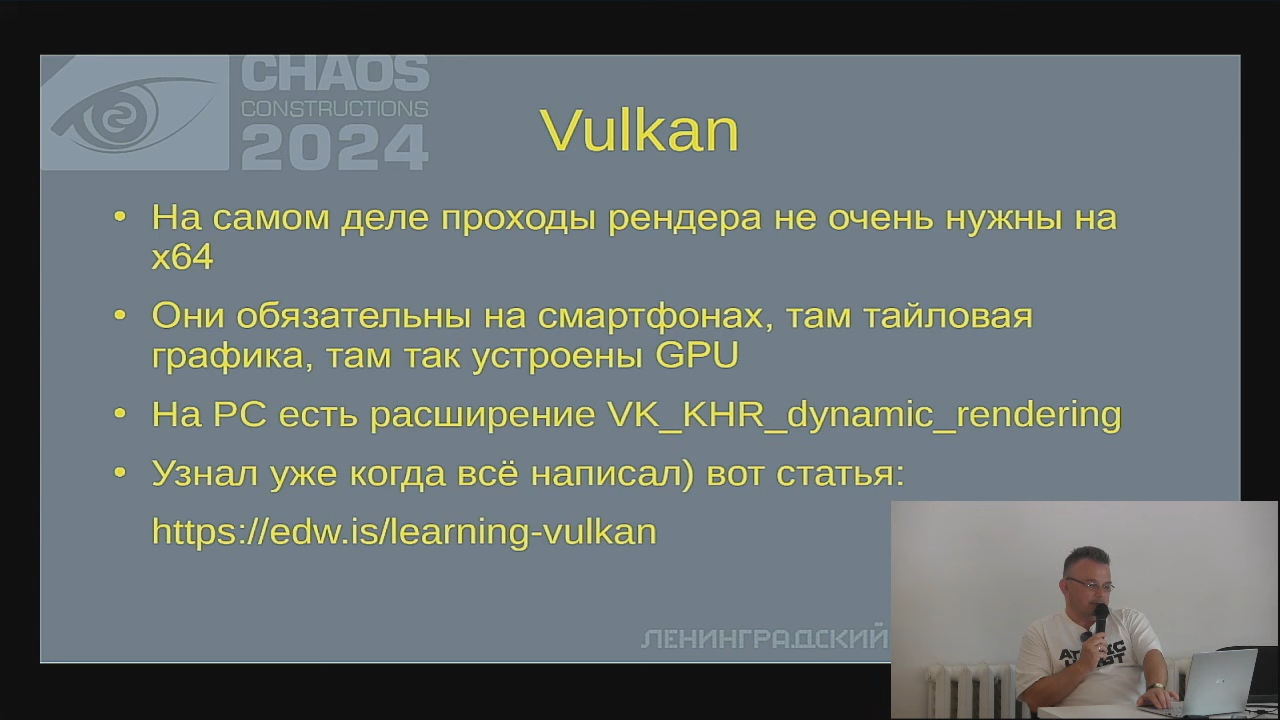 CHAOS
CONSTRUCTIONS
2024
Vulkan
• На самом деле проходы рендера не очень нужны на
x64
• Они обязательны на смартфонах, там тайловая
графика, там так устроены GPU
• На PC есть расширение VK_KHR_dynamic_rendering
• Узнал уже когда всё написал) вот статья:
https://edw.is/learning-vulkan
ЛЕНИНГРАДСКИЙ